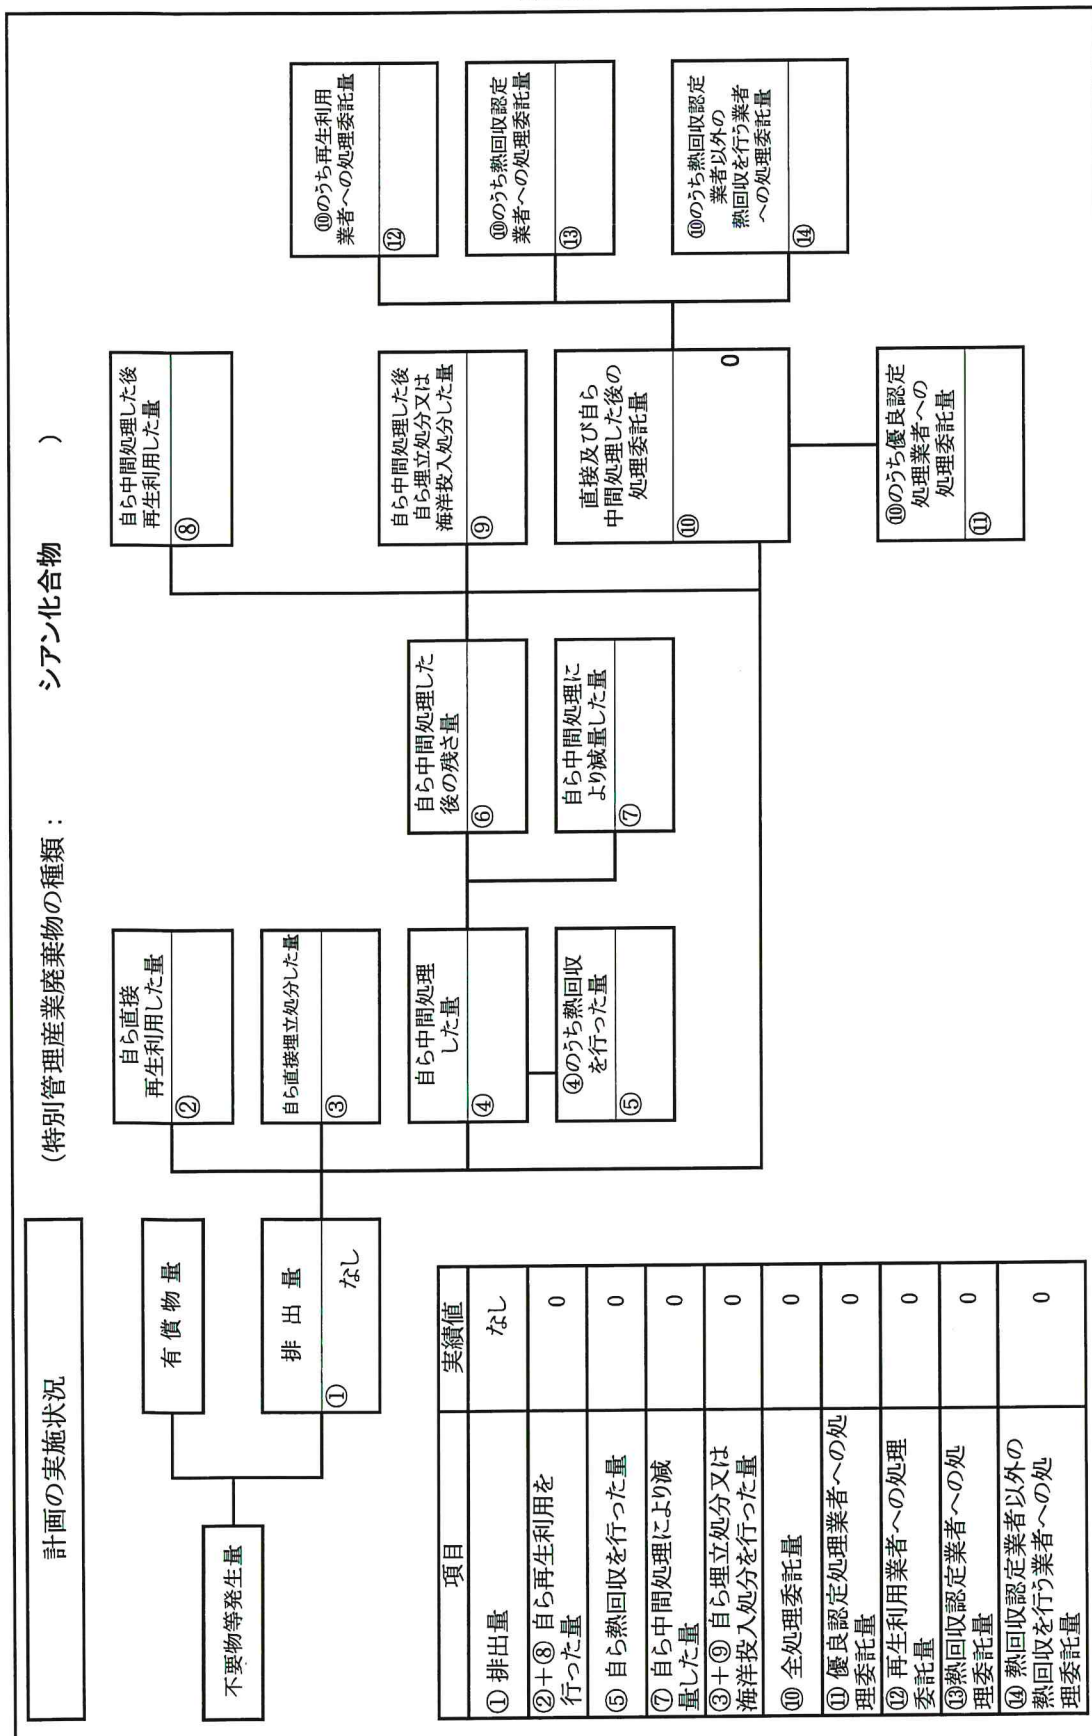 計画の実施状況
(特別管理産業廃棄物の種類： シアン化合物 )
不要物等発生量
有償物量
排出量
① なし
自ら直接
再生利用した量
②
自ら直接埋立処分した量
③
自ら中間処理
した量
④
④のうち熱回収
を行った量
⑤
自ら中間処理した
後の残さ量
⑥
自ら中間処理に
より減量した量
⑦
自ら中間処理した後
再生利用した量
⑧
自ら中間処理した後
自ら埋立処分又は
海洋投入処分した量
⑨
直接及び自ら
中間処理した後の
処理委託量
⑩ 0
⑩のうち優良認定
処理業者への
処理委託量
⑪
⑩のうち再生利用
業者への処理委託量
⑫
⑩のうち熱回収認定
業者への処理委託量
⑬
⑩のうち熱回収認定
業者以外の
熱回収を行う業者
への処理委託量
⑭
項目 実績値
① 排出量 なし
②＋⑧ 自ら再生利用を
行った量 0
⑤ 自ら熱回収を行った量 0
⑦ 自ら中間処理により減
量した量 0
③＋⑨ 自ら埋立処分又は
海洋投入処分を行った量 0
⑩ 全処理委託量 0
⑪ 優良認定処理業者への処
理委託量 0
⑫ 再生利用業者への処理
委託量 0
⑬熱回収認定業者への処
理委託量 0
⑭ 熱回収認定業者以外の
熱回収を行う業者への処
理委託量 0